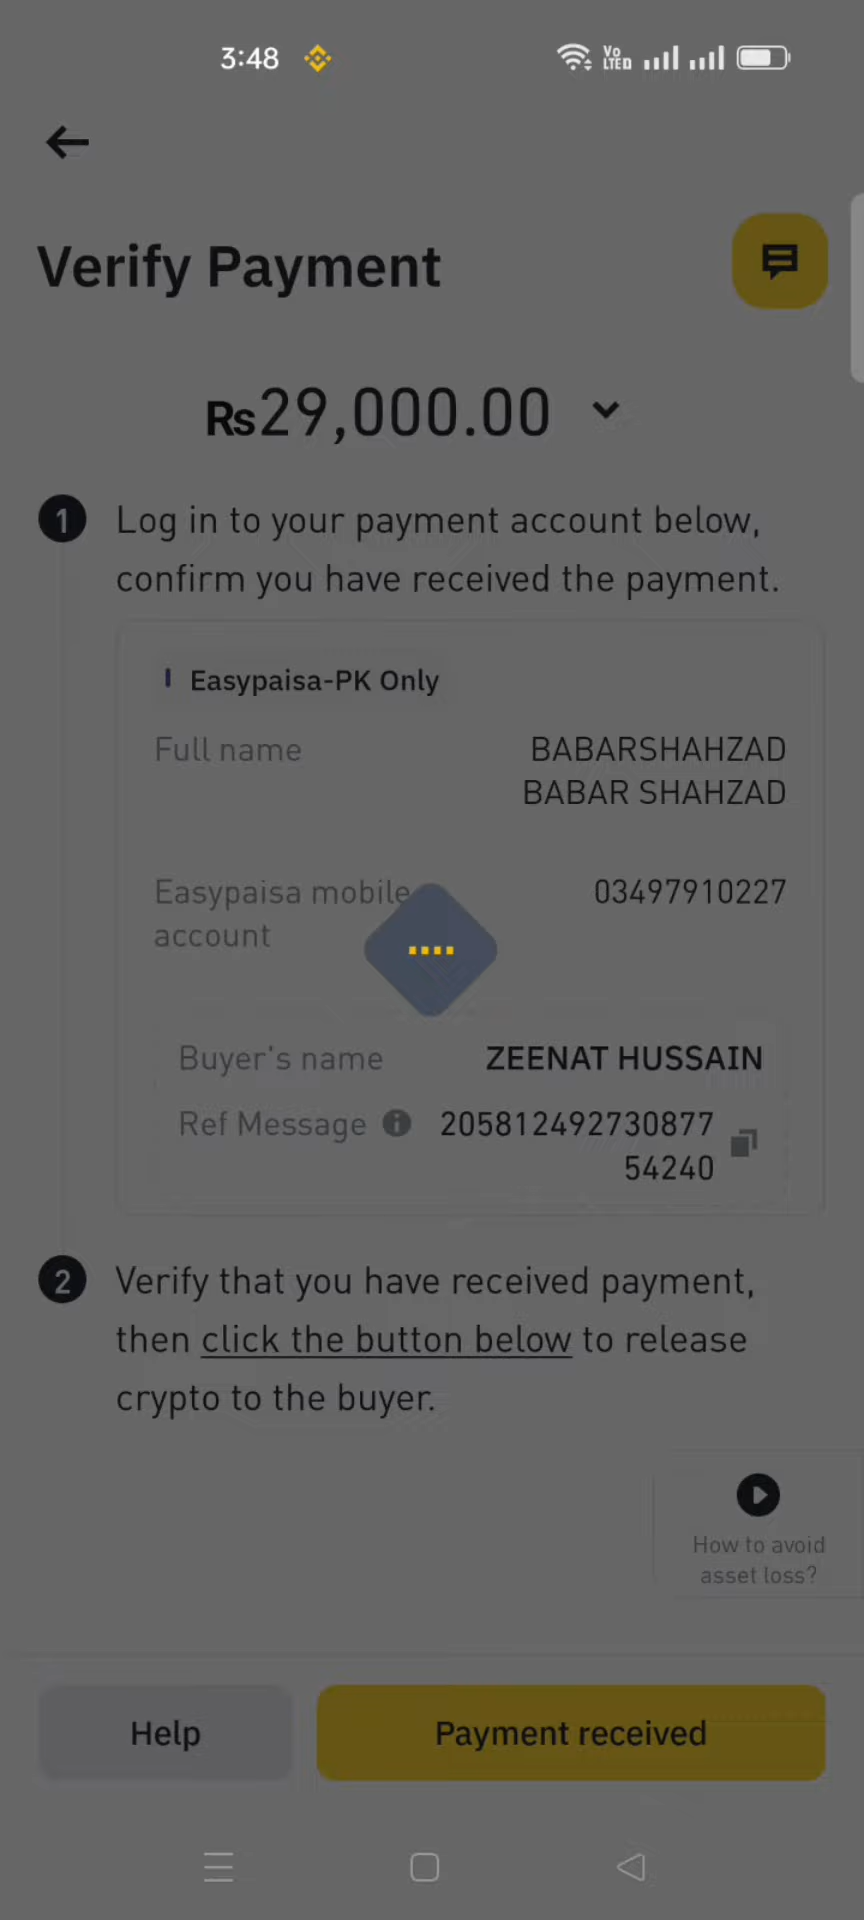 3:48
Vo
LTE D
Verify Payment
Rs29,000.00
1 Log in to your payment account below,
confirm you have received the payment.
Easypaisa-PK Only
Full name BABARSHAHZAD
BABAR SHAHZAD
Easypaisa mobile 03497910227
account
Buyer's name ZEENAT HUSSAIN
Ref Message 205812492730877
54240
2 Verify that you have received payment,
then click the button below to release
crypto to the buyer.
How to avoid
asset loss?
Help Payment received